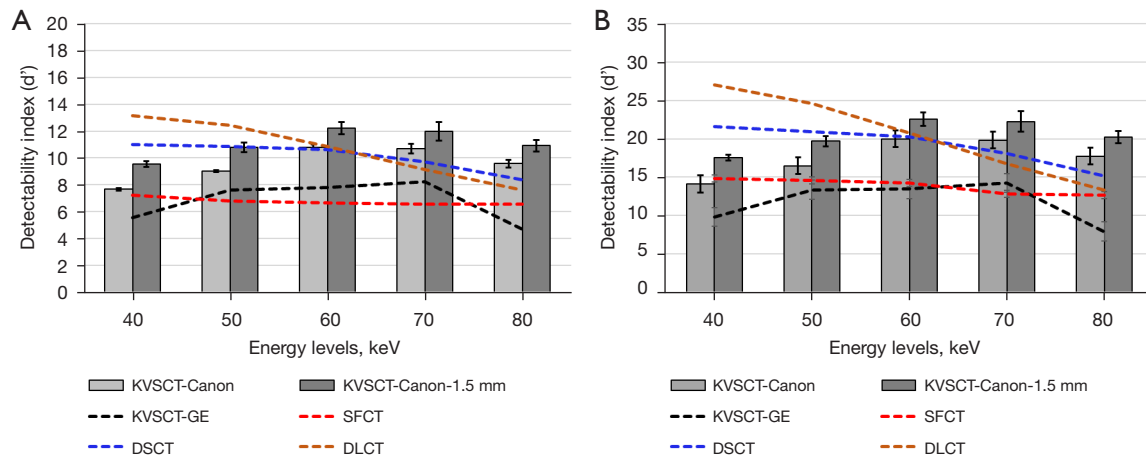 A
Detectability index (d’)
20
18
16
14
12
10
8
6
4
2
0
40 50 60 70 80
Energy levels, keV
KVSCT-Canon KVSCT-Canon-1.5 mm
KVSCT-GE SFCT
DSCT DLCT
B
Detectability index (d’)
35
30
25
20
15
10
5
0
40 50 60 70 80
Energy levels, keV
KVSCT-Canon KVSCT-Canon-1.5 mm
KVSCT-GE SFCT
DSCT DLCT